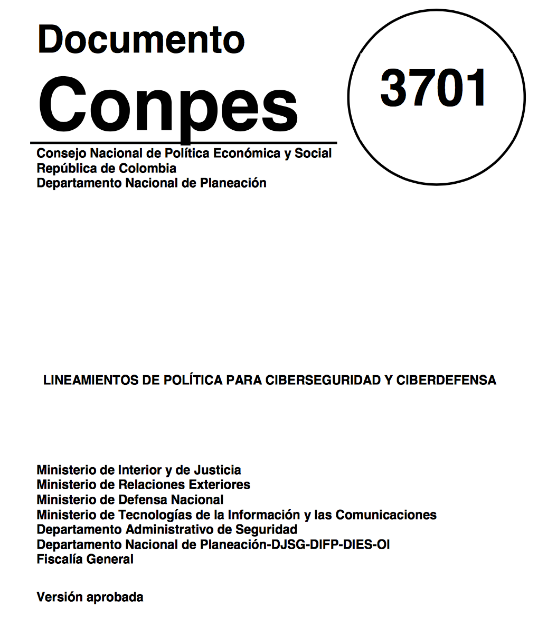 Documento
Conpes
3701
Consejo Nacional de Política Económica y Social
República de Colombia
Departamento Nacional de Planeación
LINEAMIENTOS DE POLÍTICA PARA CIBERSEGURIDAD Y CIBERDEFENSA
Ministerio de Interior y de Justicia
Ministerio de Relaciones Exteriores
Ministerio de Defensa Nacional
Ministerio de Tecnologías de la Información y las Comunicaciones
Departamento Administrativo de Seguridad
Departamento Nacional de Planeación-DJSG-DIFP-DIES-OI
Fiscalía General
Versión aprobada